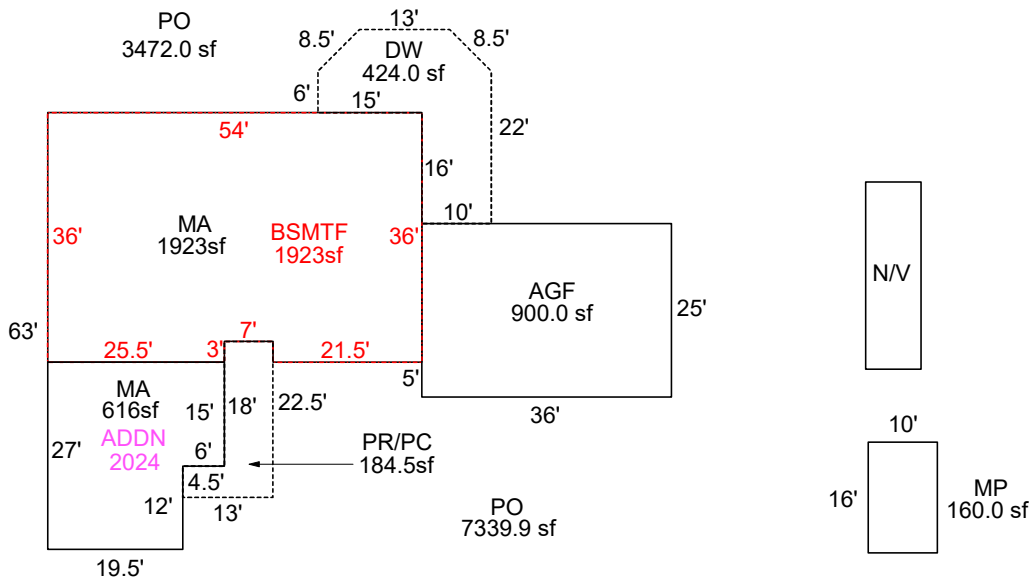 PO
3472.0 sf
13'
8.5'
8.5'
DW
424.0 sf
6'
15'
54'
22'
16'
10'
36'
MA
1923sf
BSMTF
1923sf
36'
AGF
900.0 sf
25'
N/V
63'
7'
25.5'
3'
21.5'
5'
36'
MA
616sf
ADDN
2024
15'
18'
22.5'
27'
6'
4.5'
12'
13'
19.5'
PR/PC
184.5sf
PO
7339.9 sf
10'
16'
MP
160.0 sf